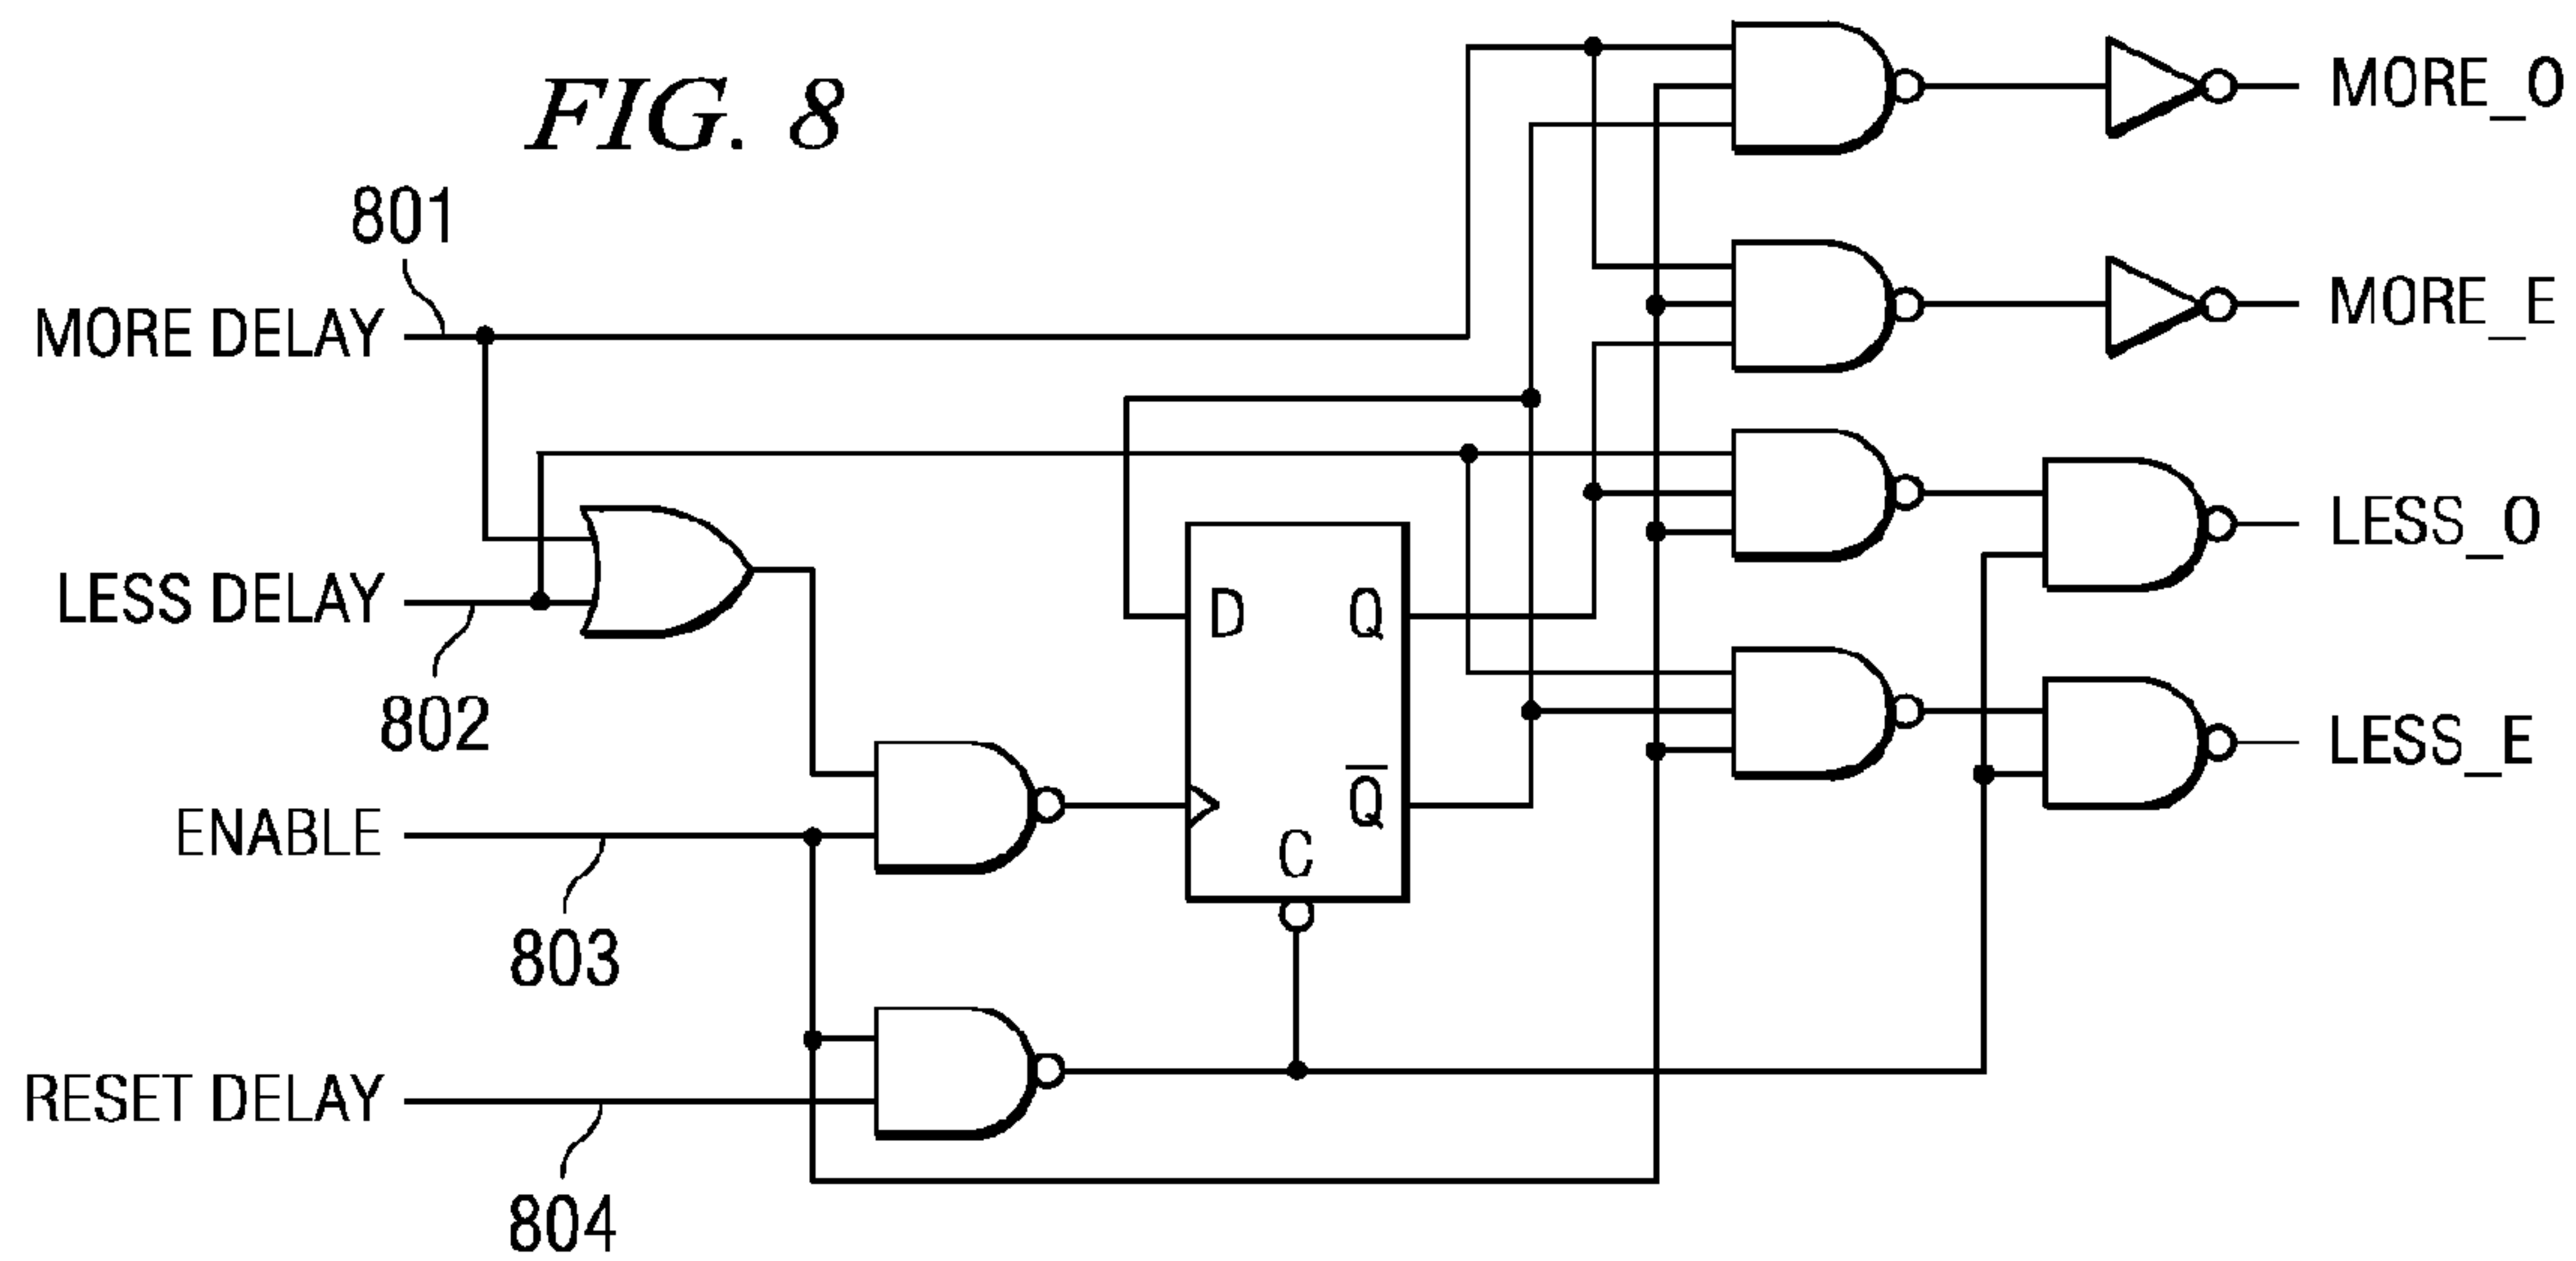 FIG. 8
MORE_O
801
MORE DELAY
MORE_E
LESS DELAY
802
LESS_O
D
Q
LESS_E
Q̅
C
ENABLE
803
RESET DELAY
804